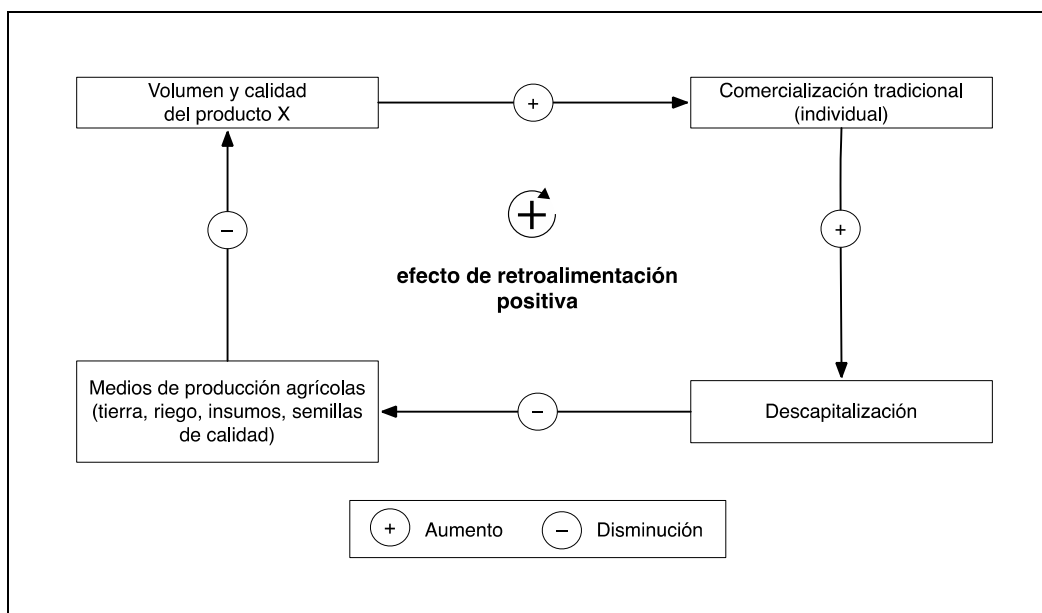 Volumen y calidad
del producto X
+
Comercialización tradicional
(individual)
−
+
+
efecto de retroalimentación
positiva
Medios de producción agrícolas
(tierra, riego, insumos, semillas
de calidad)
−
Descapitalización
+ Aumento − Disminución